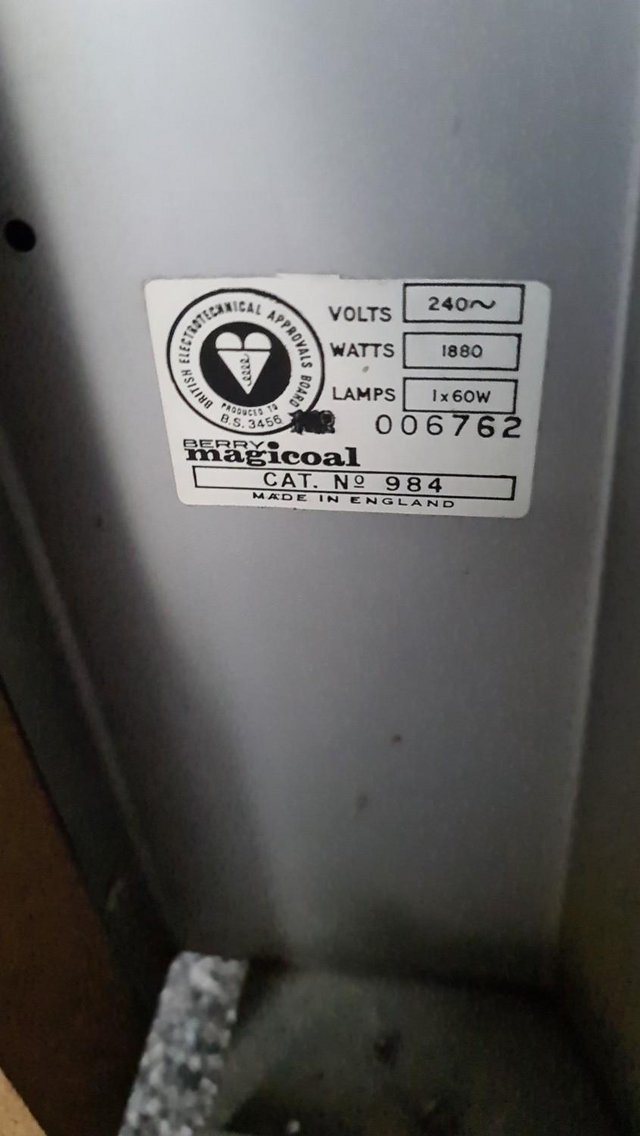 BRITISH ELECTROTECHNICAL APPROVALS BOARD
PRODUCED TO
B.S. 3456
VOLTS 240~
WATTS 1880
LAMPS 1x60W
006762
BERRY
magicoal
CAT. Nº 984
MADE IN ENGLAND